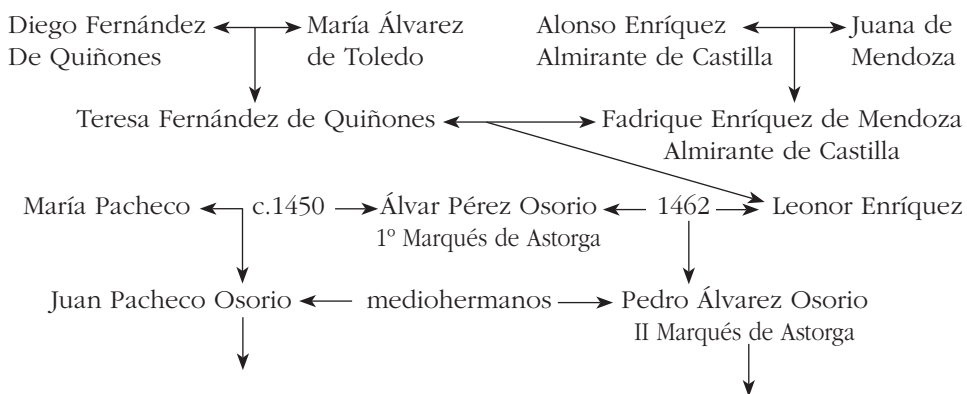 Diego Fernández
De Quiñones
María Álvarez
de Toledo
Alonso Enríquez
Almirante de Castilla
Juana de
Mendoza
Teresa Fernández de Quiñones
Fadrique Enríquez de Mendoza
Almirante de Castilla
María Pacheco
c.1450
Álvar Pérez Osorio
1º Marqués de Astorga
1462
Leonor Enríquez
Juan Pacheco Osorio
mediohermanos
Pedro Álvarez Osorio
II Marqués de Astorga